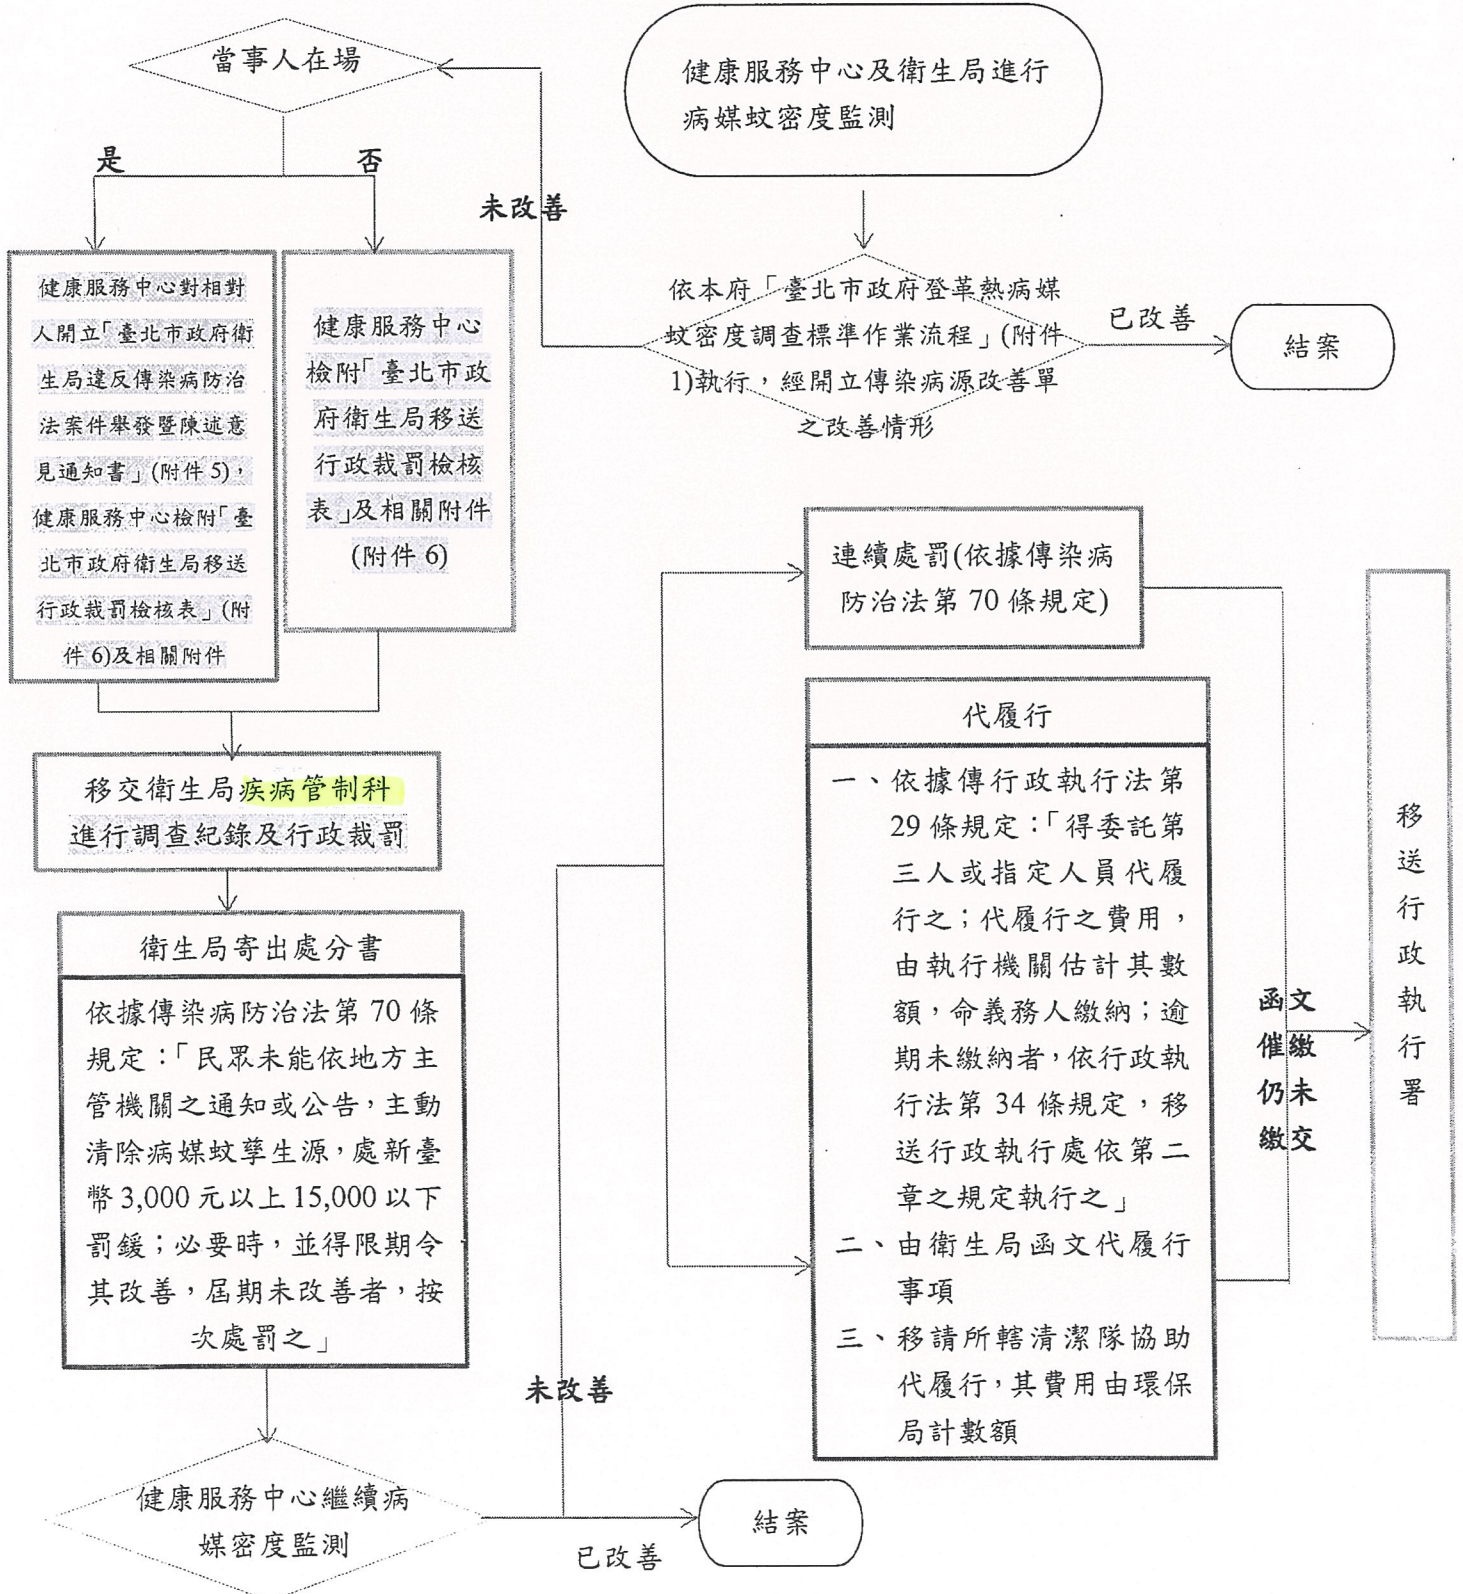 健康服務中心及衛生局進行
病媒蚊密度監測
依本府「臺北市政府登革熱病媒
蚊密度調查標準作業流程」(附件
1)執行，經開立傳染病源改善單
之改善情形
已改善
結案
未改善
當事人在場
是
否
健康服務中心對相對
人開立「臺北市政府衛
生局違反傳染病防治
法案件舉發暨陳述意
見通知書」(附件5)，
健康服務中心檢附「臺
北市政府衛生局移送
行政裁罰檢核表」(附
件6)及相關附件
健康服務中心
檢附「臺北市政
府衛生局移送
行政裁罰檢核
表」及相關附件
(附件6)
移交衛生局疾病管制科
進行調查紀錄及行政裁罰
衛生局寄出處分書
依據傳染病防治法第 70 條
規定：「民眾未能依地方主
管機關之通知或公告，主動
清除病媒蚊孳生源，處新臺
幣 3,000 元以上 15,000 以下
罰鍰；必要時，並得限期令
其改善，屆期未改善者，按
次處罰之」
健康服務中心繼續病
媒密度監測
已改善
結案
未改善
連續處罰(依據傳染病
防治法第 70 條規定)
代履行
一、依據傳行政執行法第
29 條規定：「得委託第
三人或指定人員代履
行之；代履行之費用，
由執行機關估計其數
額，命義務人繳納；逾
期未繳納者，依行政執
行法第 34 條規定，移
送行政執行處依第二
章之規定執行之」
二、由衛生局函文代履行
事項
三、移請所轄清潔隊協助
代履行，其費用由環保
局計數額
函文
催繳
仍未
繳交
移送行政執行署